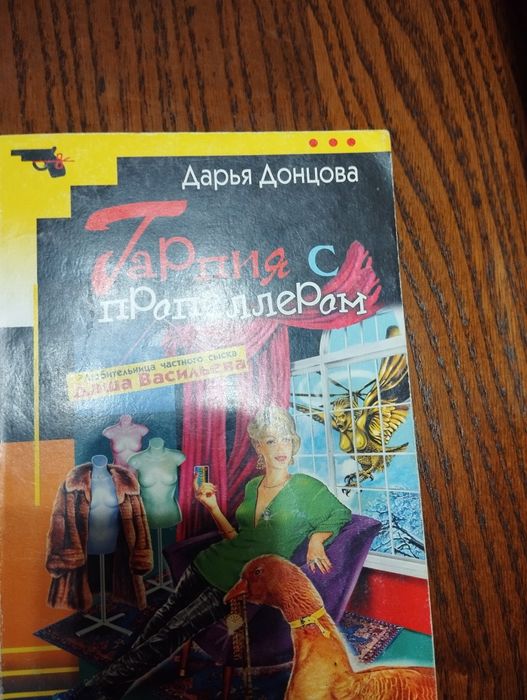 Дарья Донцова
Гарпия с
пропеллером
Любительница частного сыска
Даша Васильева